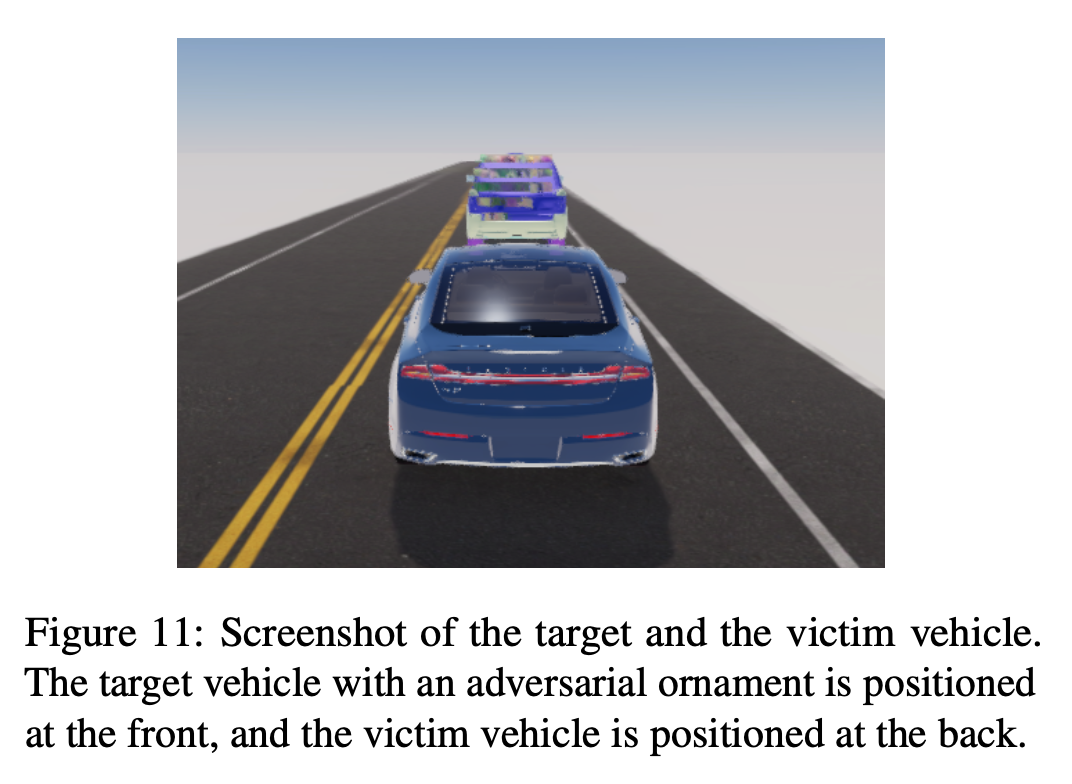 Figure 11: Screenshot of the target and the victim vehicle.
The target vehicle with an adversarial ornament is positioned
at the front, and the victim vehicle is positioned at the back.